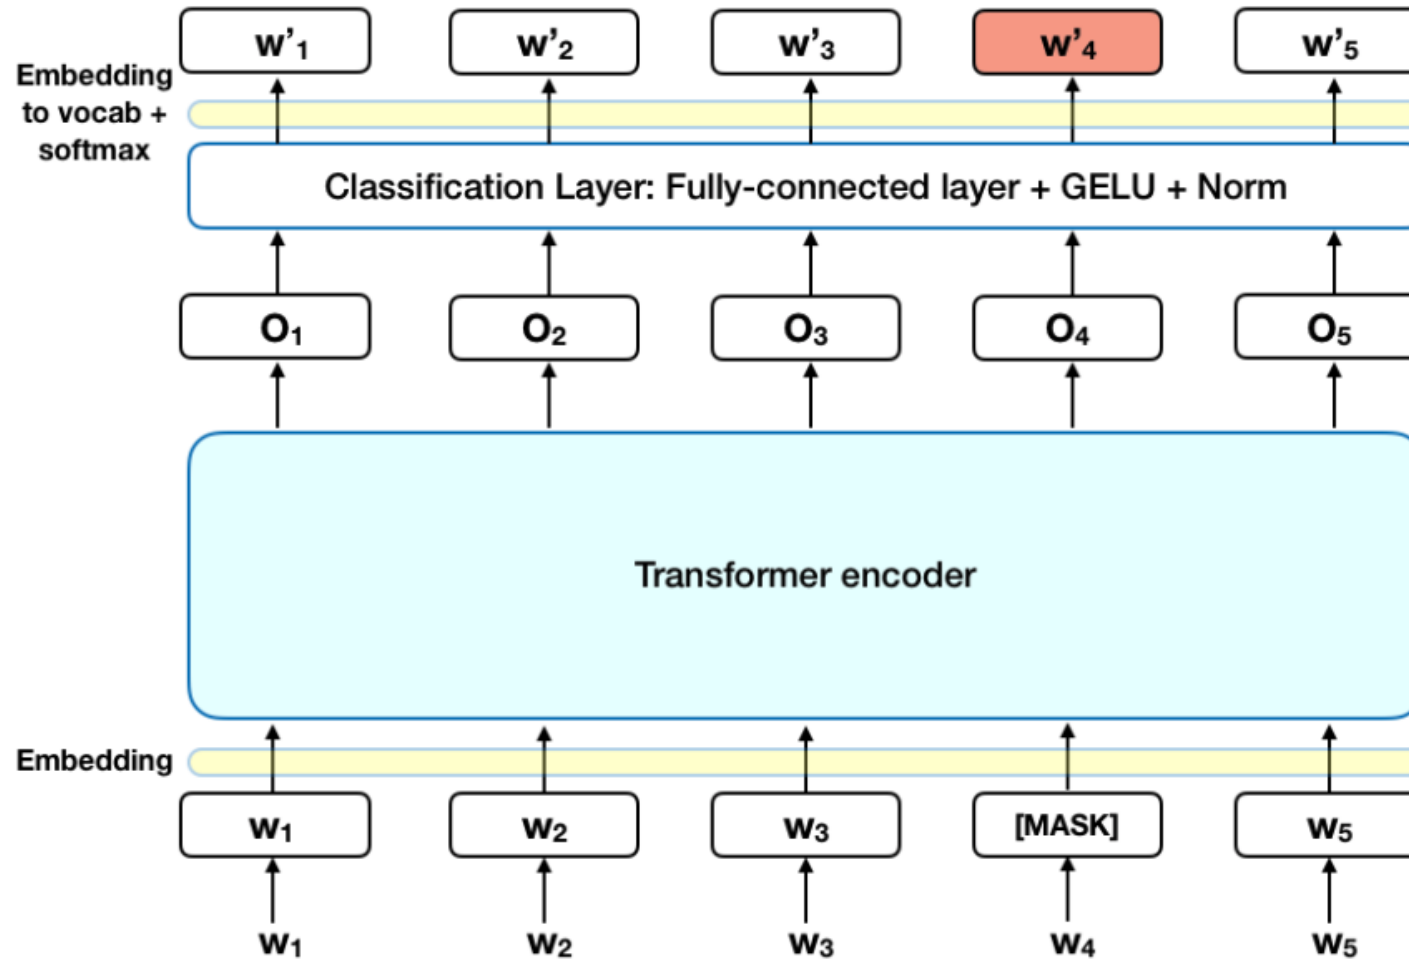 w’1 w’2 w’3 w’4 w’5
Embedding
to vocab +
softmax
Classification Layer: Fully-connected layer + GELU + Norm
O1 O2 O3 O4 O5
Transformer encoder
Embedding
w1 w2 w3 [MASK] w5
w1 w2 w3 w4 w5